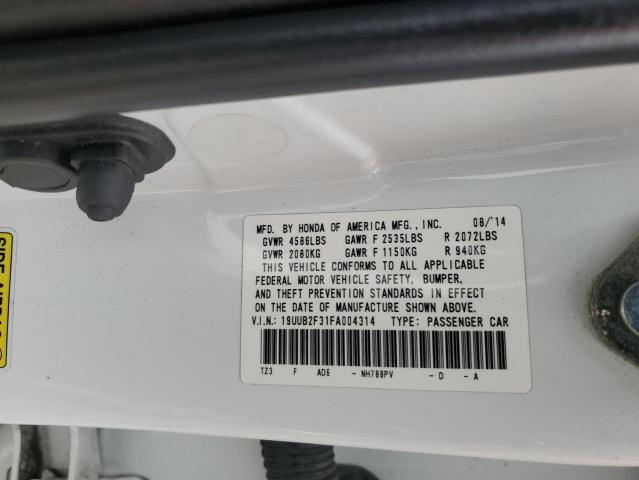 MFD. BY HONDA OF AMERICA MFG., INC. 08/'14
GVWR 4586LBS GAWR F 2535LBS R 2072LBS
GVWR 2080KG GAWR F 1150KG R 940KG
THIS VEHICLE CONFORMS TO ALL APPLICABLE
FEDERAL MOTOR VEHICLE SAFETY, BUMPER,
AND THEFT PREVENTION STANDARDS IN EFFECT
ON THE DATE OF MANUFACTURE SHOWN ABOVE.
V.I.N.: 19UUB2F31FA004314 TYPE: PASSENGER CAR
TZ3 F AD6 - NH788PV - D - A
SIDE